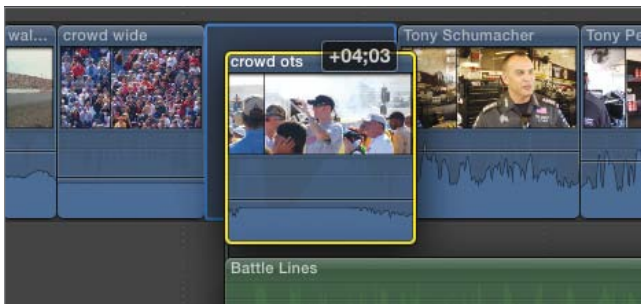 wal...
crowd wide
crowd ots
+04;03
Tony Schumacher
Tony Pe
Battle Lines